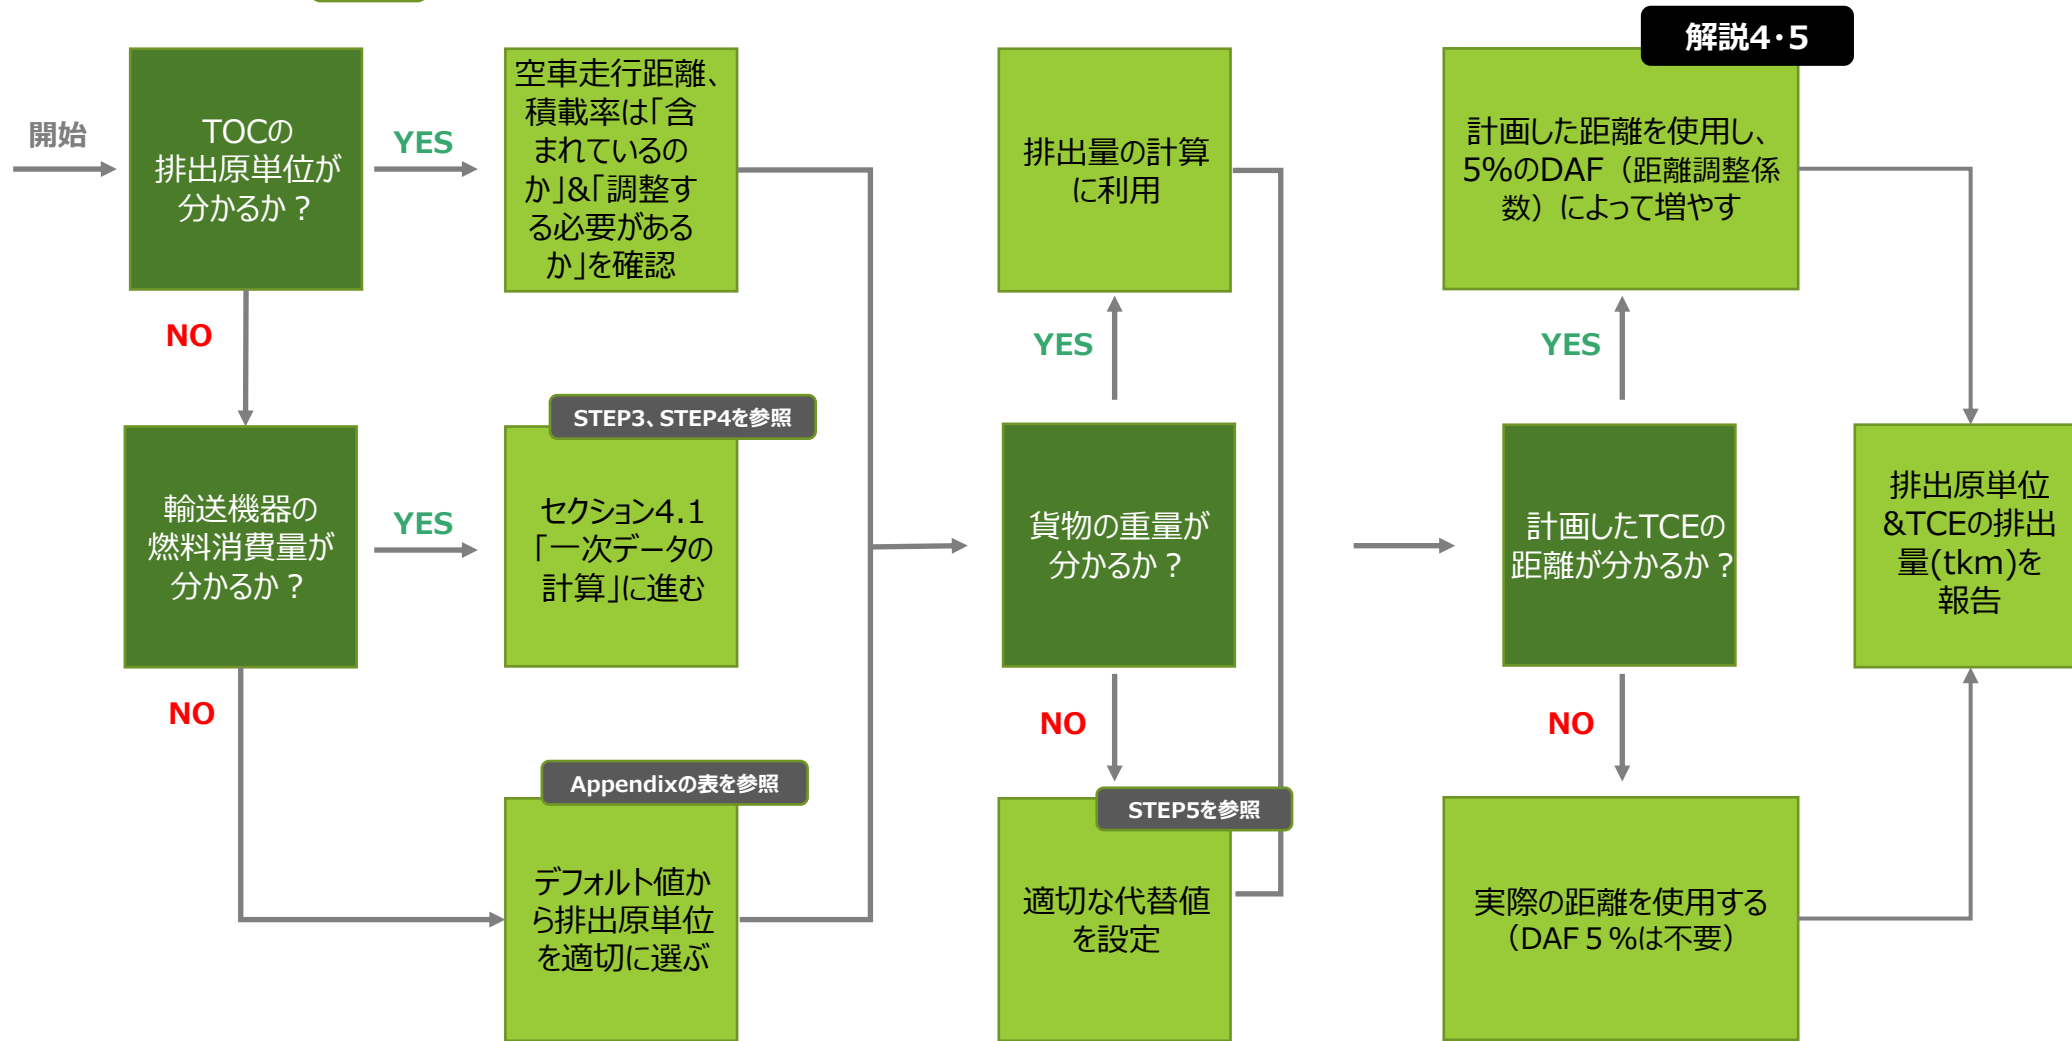 開始
TOCの
排出原単位が
分かるか？
YES
NO
空車走行距離、
積載率は｢含
まれているの
か｣&｢調整す
る必要がある
か｣を確認
輸送機器の
燃料消費量が
分かるか？
YES
NO
STEP3、STEP4を参照
セクション4.1
｢一次データの
計算｣に進む
Appendixの表を参照
デフォルト値か
ら排出原単位
を適切に選ぶ
排出量の計算
に利用
YES
貨物の重量が
分かるか？
NO
STEP5を参照
適切な代替値
を設定
解説4･5
計画した距離を使用し、
5%のDAF（距離調整係
数）によって増やす
YES
計画したTCEの
距離が分かるか？
NO
実際の距離を使用する
（DAF５%は不要）
排出原単位
&TCEの排出
量(tkm)を
報告